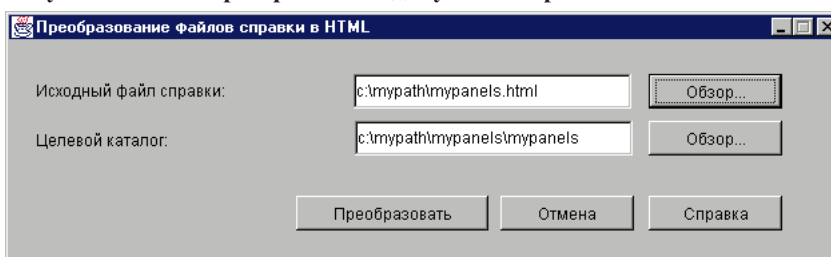 Преобразование файлов справки в HTML
Исходный файл справки: c:\mypath\mypanels.html Обзор...
Целевой каталог: c:\mypath\mypanels\mypanels Обзор...
Преобразовать Отмена Справка